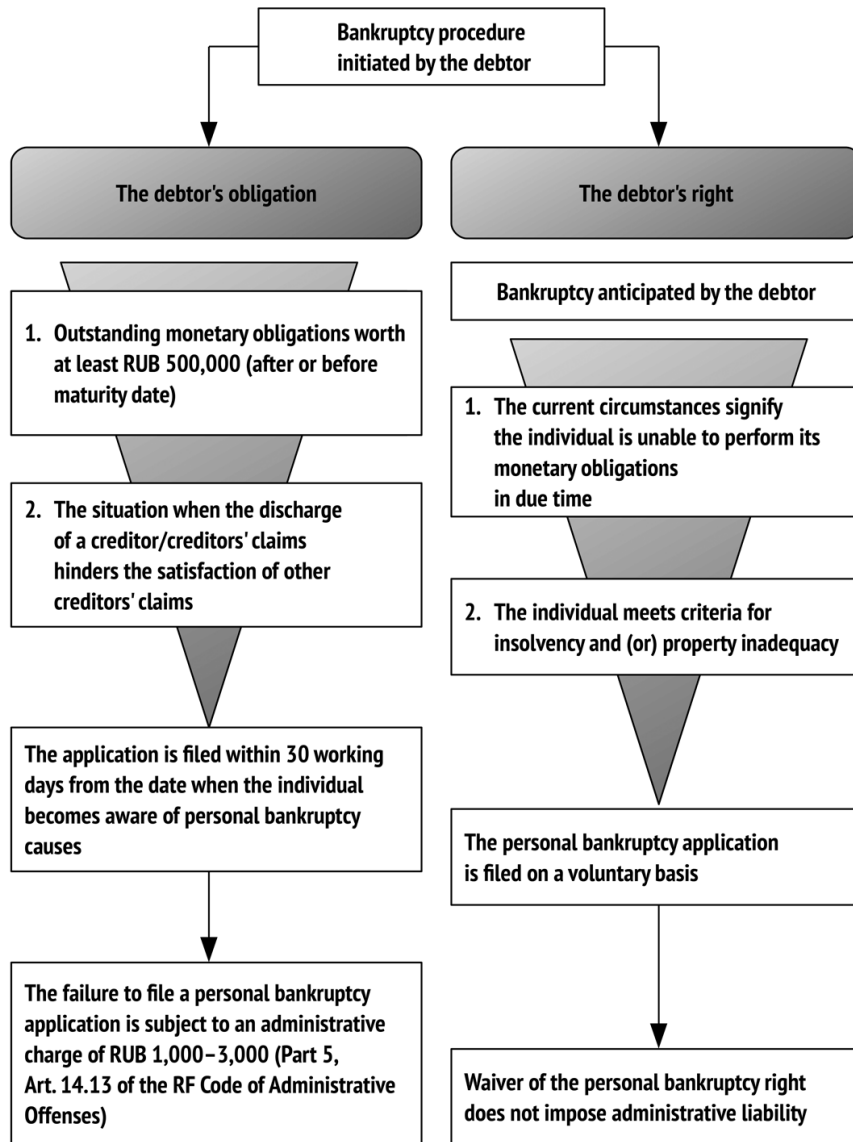 Bankruptcy procedure
initiated by the debtor
The debtor's obligation
1. Outstanding monetary obligations worth
at least RUB 500,000 (after or before
maturity date)
2. The situation when the discharge
of a creditor/creditors' claims
hinders the satisfaction of other
creditors' claims
The application is filed within 30 working
days from the date when the individual
becomes aware of personal bankruptcy
causes
The failure to file a personal bankruptcy
application is subject to an administrative
charge of RUB 1,000–3,000 (Part 5,
Art. 14.13 of the RF Code of Administrative
Offenses)
The debtor's right
Bankruptcy anticipated by the debtor
1. The current circumstances signify
the individual is unable to perform its
monetary obligations
in due time
2. The individual meets criteria for
insolvency and (or) property inadequacy
The personal bankruptcy application
is filed on a voluntary basis
Waiver of the personal bankruptcy right
does not impose administrative liability